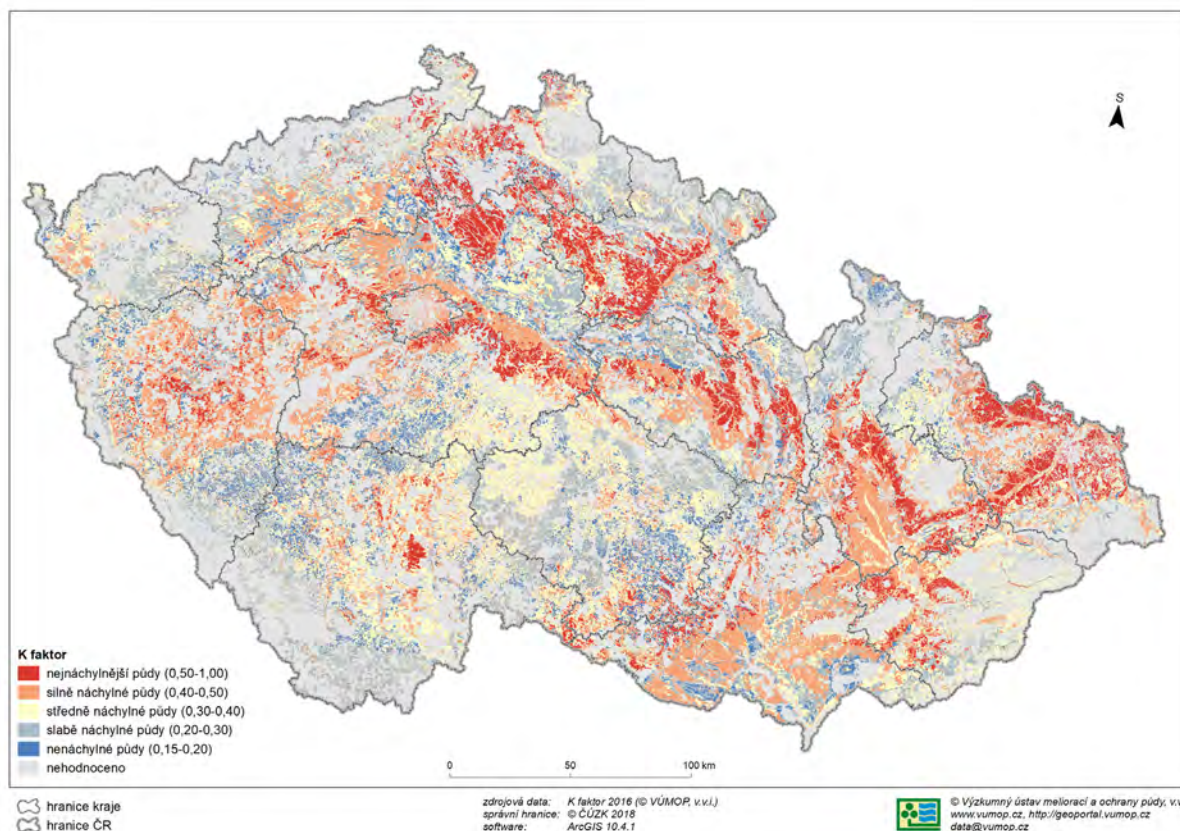 S
K faktor
nejnáchylnější půdy (0,50-1,00)
silně náchylné půdy (0,40-0,50)
středně náchylné půdy (0,30-0,40)
slabě náchylné půdy (0,20-0,30)
nenáchylné půdy (0,15-0,20)
nehodnoceno
0 50 100 km
hranice kraje
hranice ČR
zdrojová data: K faktor 2016 (© VÚMOP, v.v.i.)
správní hranice: © ČÚZK 2018
software: ArcGIS 10.4.1
© Výzkumný ústav meliorací a ochrany půdy, v.v
www.vumop.cz, http://geoportal.vumop.cz
data@vumop.cz